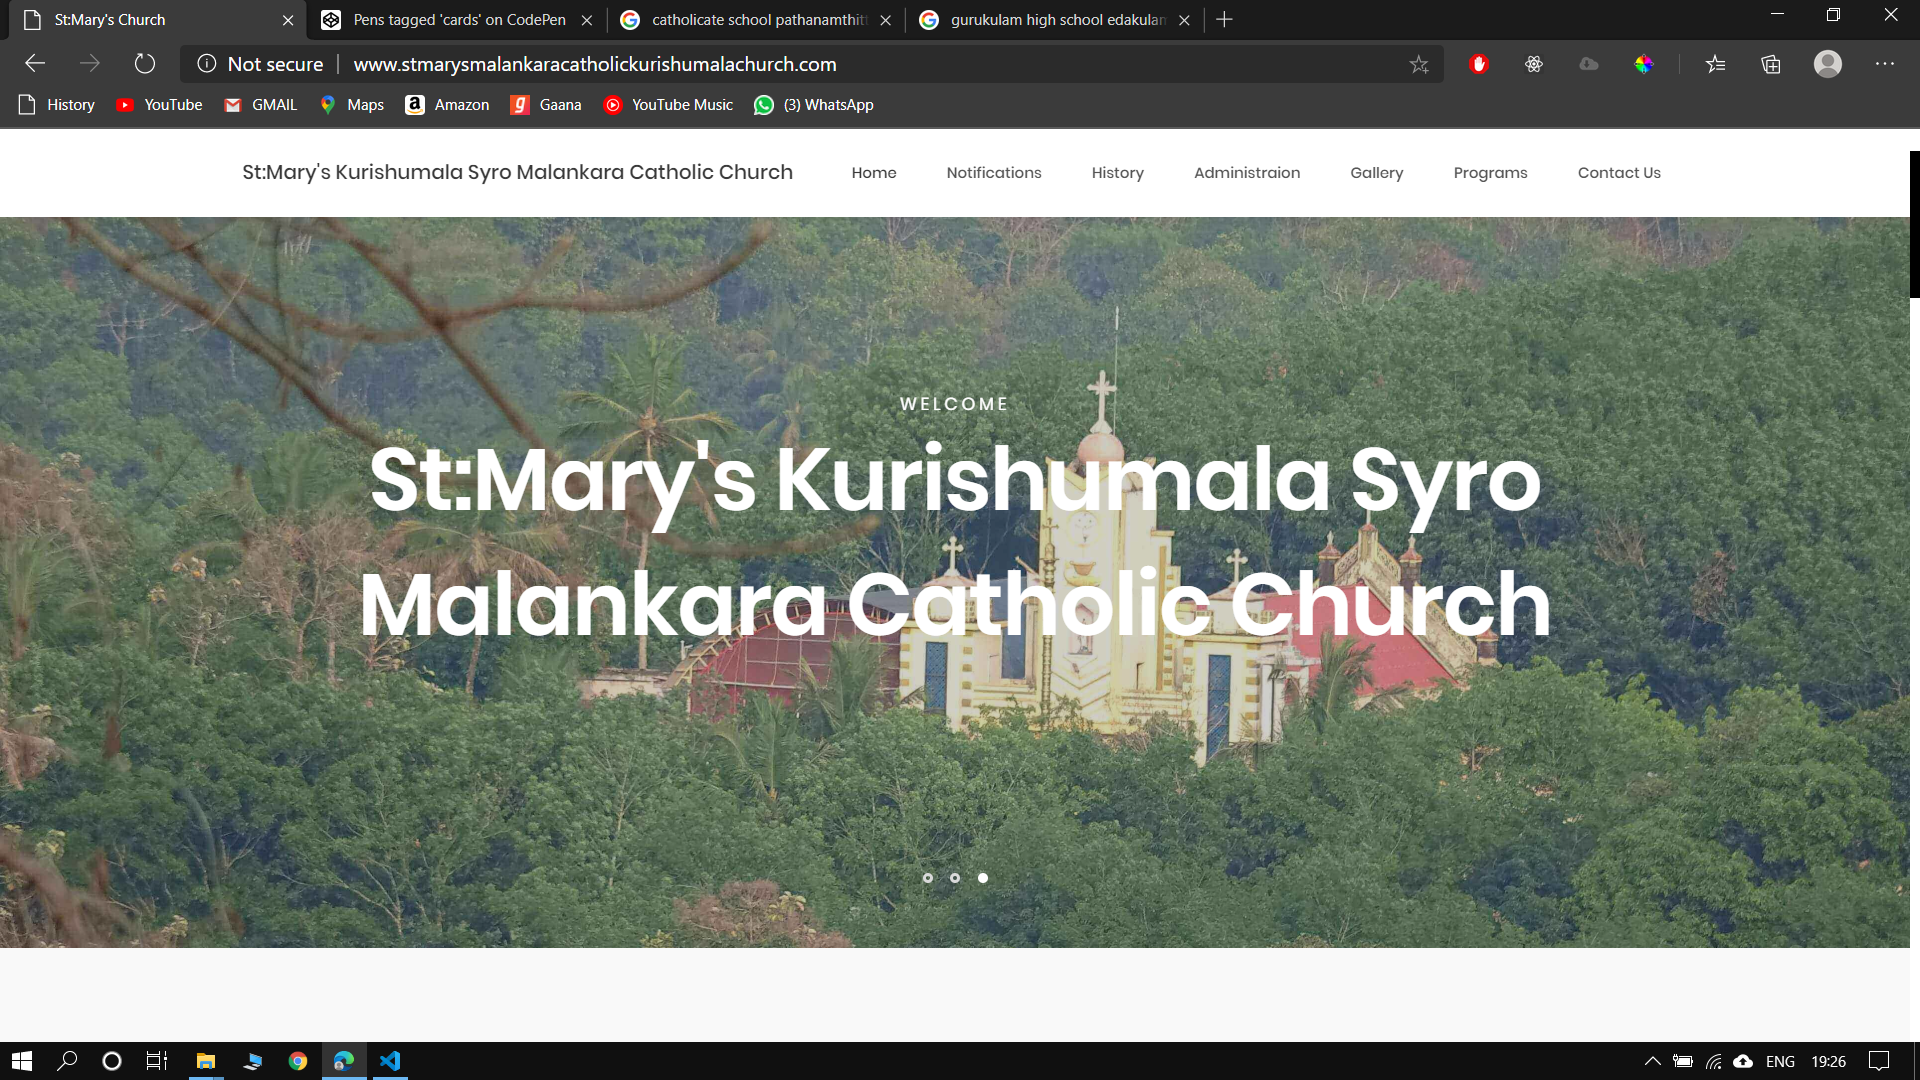 St:Mary's Church
Pens tagged 'cards' on CodePen
catholicate school pathanamthitt
gurukulam high school edakulam
Not secure | www.stmarysmalankaracatholickurishumalachurch.com
History YouTube GMAIL Maps Amazon Gaana YouTube Music (3) WhatsApp
St:Mary's Kurishumala Syro Malankara Catholic Church Home Notifications History Administraion Gallery Programs Contact Us
WELCOME
St:Mary's Kurishumala Syro
Malankara Catholic Church
ENG 19:26